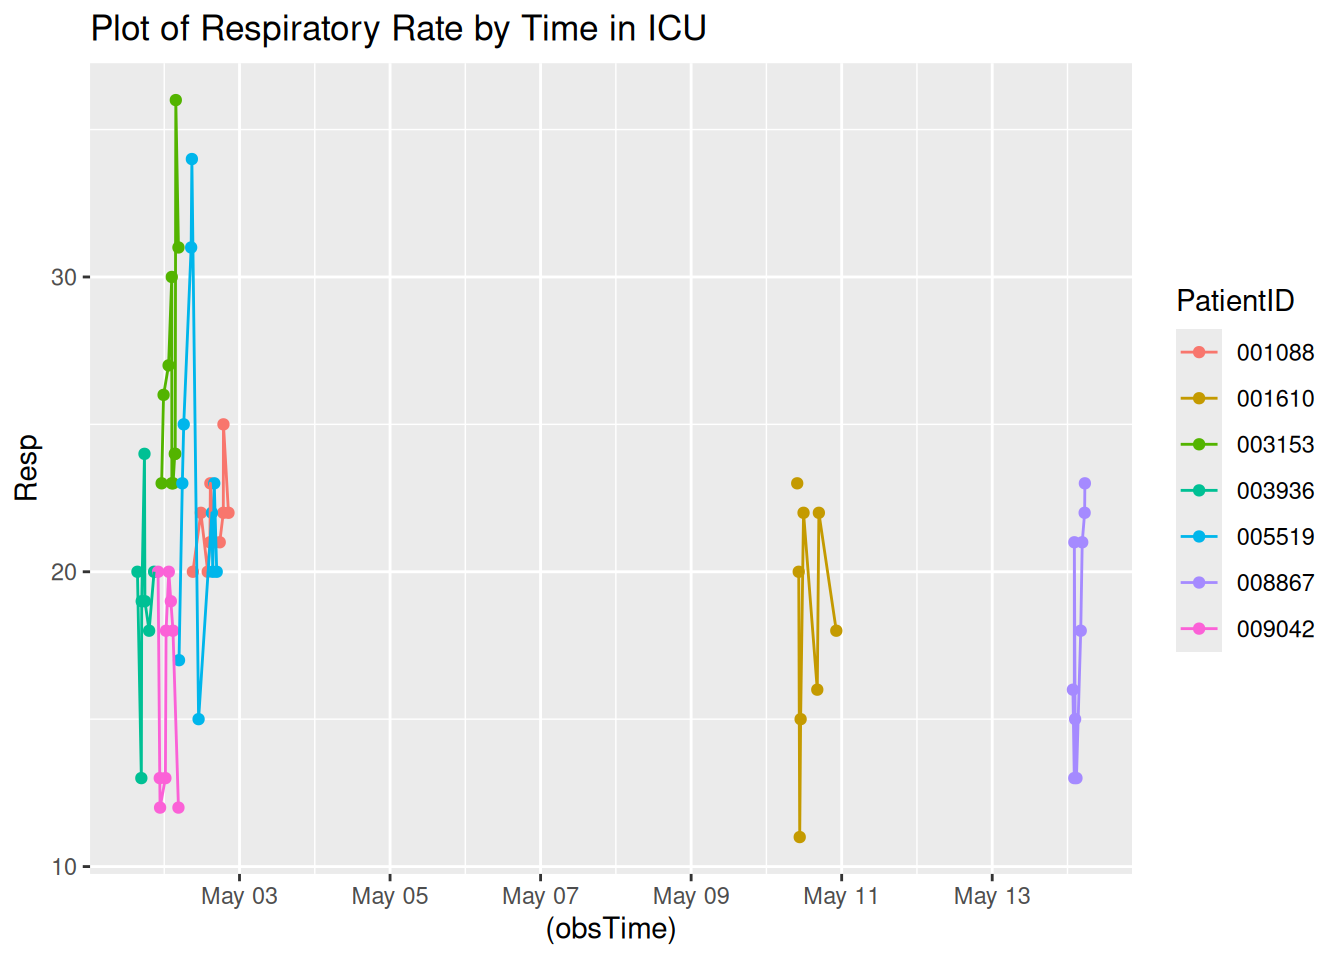 Plot of Respiratory Rate by Time in ICU
Resp
30
20
10
May 03 May 05 May 07 May 09 May 11 May 13
(obsTime)
PatientID
001088
001610
003153
003936
005519
008867
009042